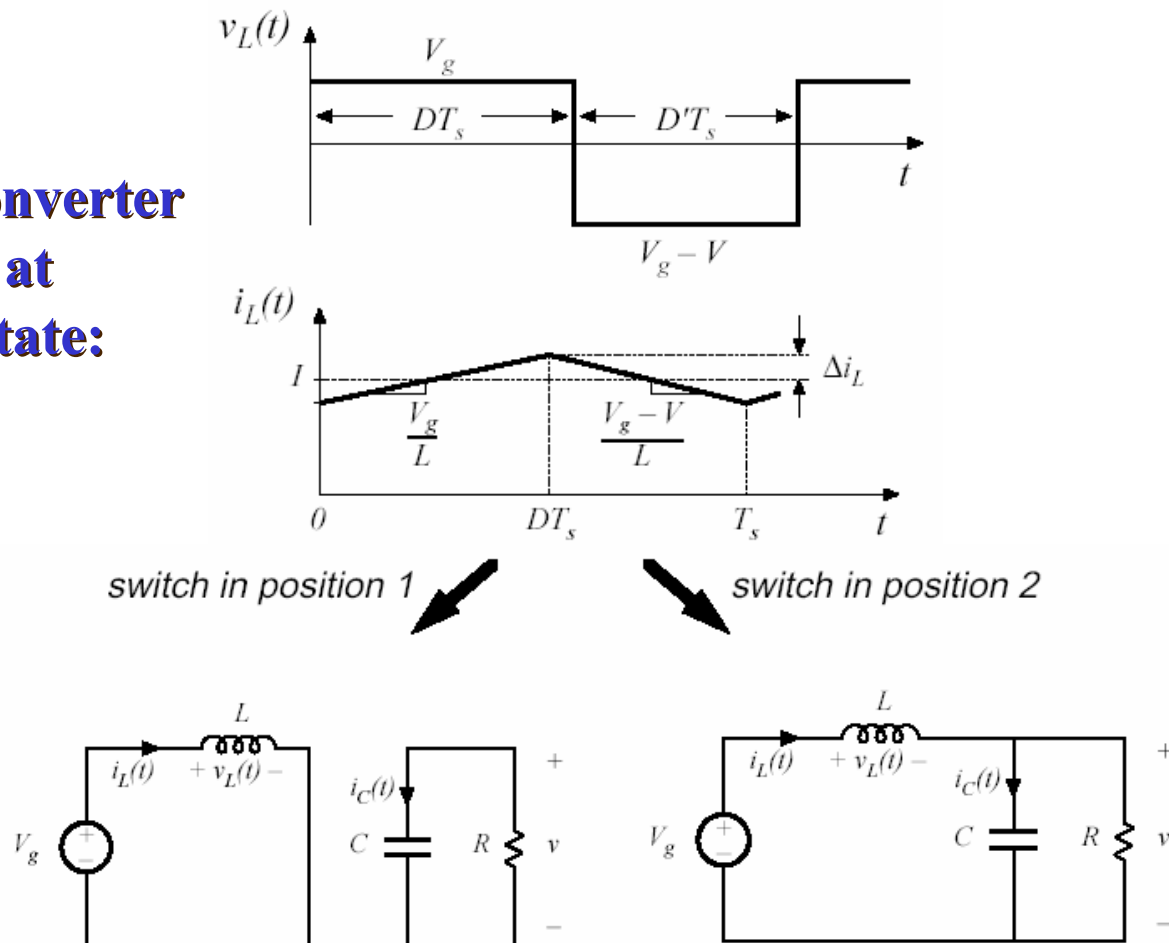 v_L(t)
V_g
DT_s
D'T_s
t
V_g – V
onverter
at
tate:
i_L(t)
I
Δi_L
V_g
L
V_g – V
L
0
DT_s
T_s
t
switch in position 1
switch in position 2
L
i_L(t)
+ v_L(t) –
V_g
+
–
i_C(t)
C
R
+
v
–
L
i_L(t)
+ v_L(t) –
V_g
+
–
i_C(t)
C
R
+
v
–